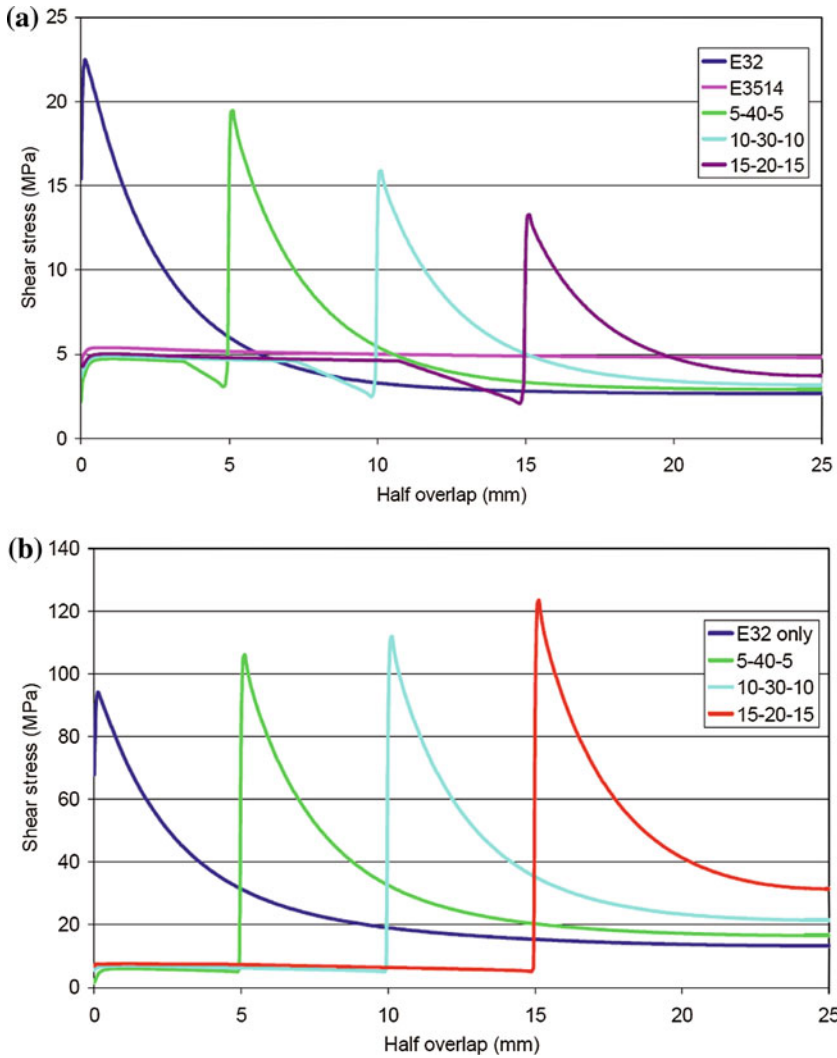 (a)
25
20
15
10
5
0
Shear stress (MPa)
E32
E3514
5-40-5
10-30-10
15-20-15
0 5 10 15 20 25
Half overlap (mm)
(b)
140
120
100
80
60
40
20
0
Shear stress (MPa)
E32 only
5-40-5
10-30-10
15-20-15
0 5 10 15 20 25
Half overlap (mm)